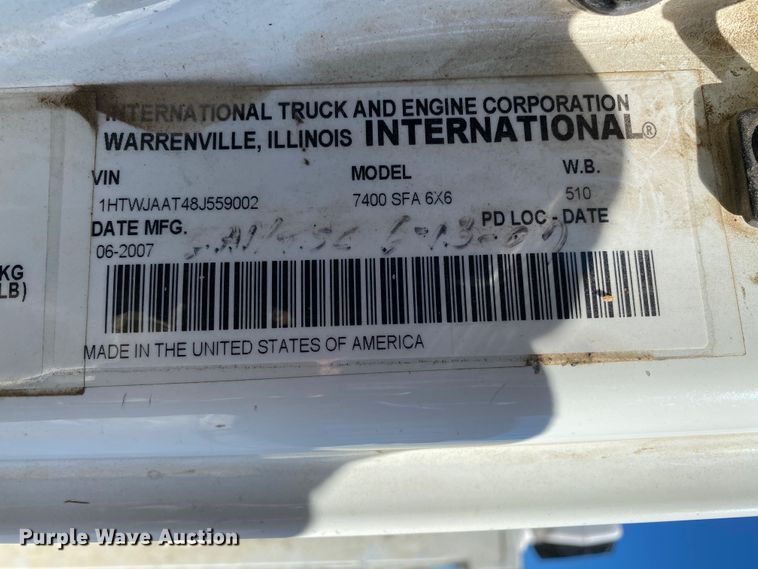 INTERNATIONAL TRUCK AND ENGINE CORPORATION
WARRENVILLE, ILLINOIS INTERNATIONAL®
VIN MODEL W.B.
1HTWJAAT48J559002 7400 SFA 6X6 510
DATE MFG. PD LOC - DATE
06-2007
KG
LB)
MADE IN THE UNITED STATES OF AMERICA
Purple Wave Auction